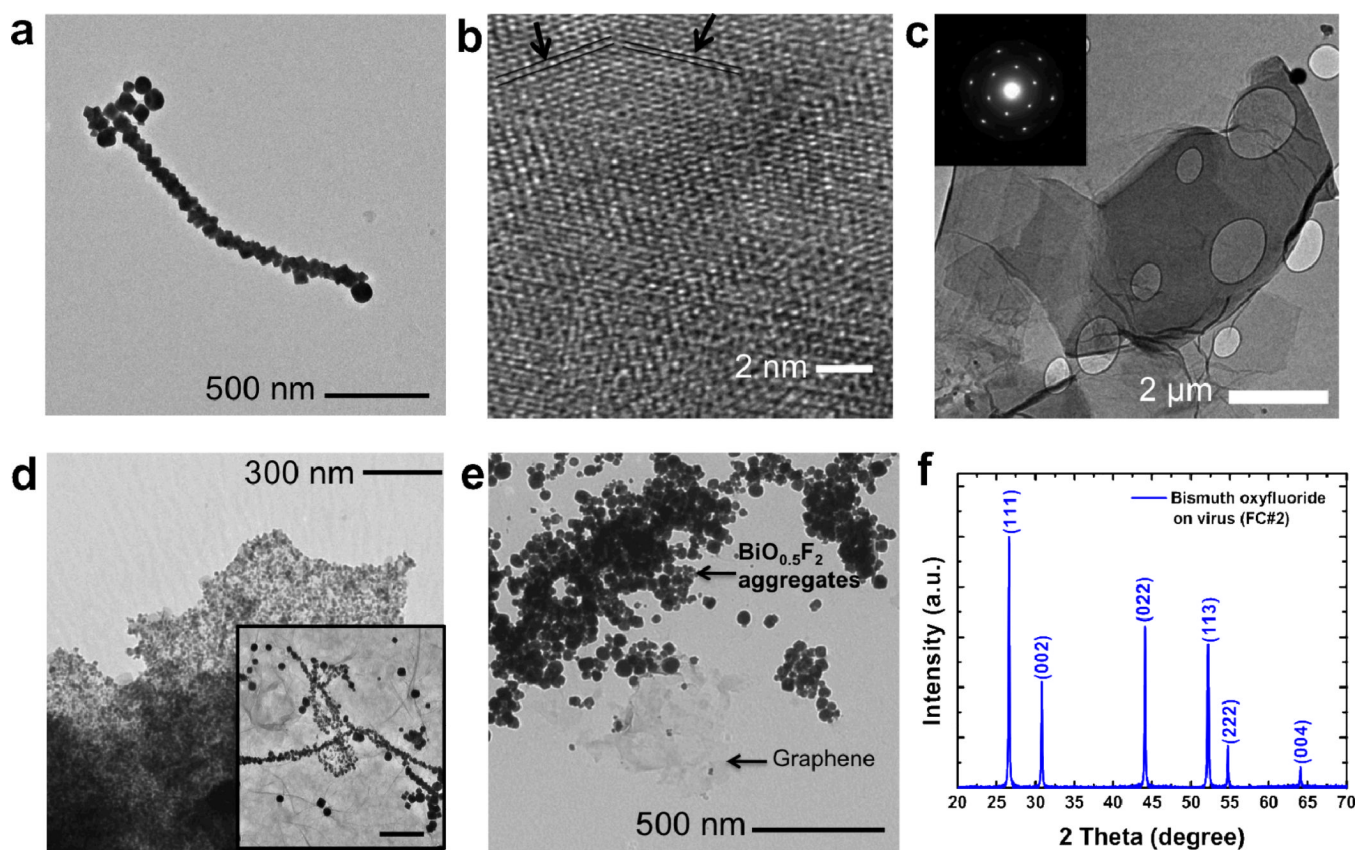 a
500 nm
b
2 nm
c
2 µm
d
300 nm
e
BiO0.5F2
aggregates
Graphene
500 nm
f
Intensity (a.u.)
Bismuth oxyfluoride
on virus (FC#2)
(111)
(002)
(022)
(113)
(222)
(004)
20 25 30 35 40 45 50 55 60 65 70
2 Theta (degree)